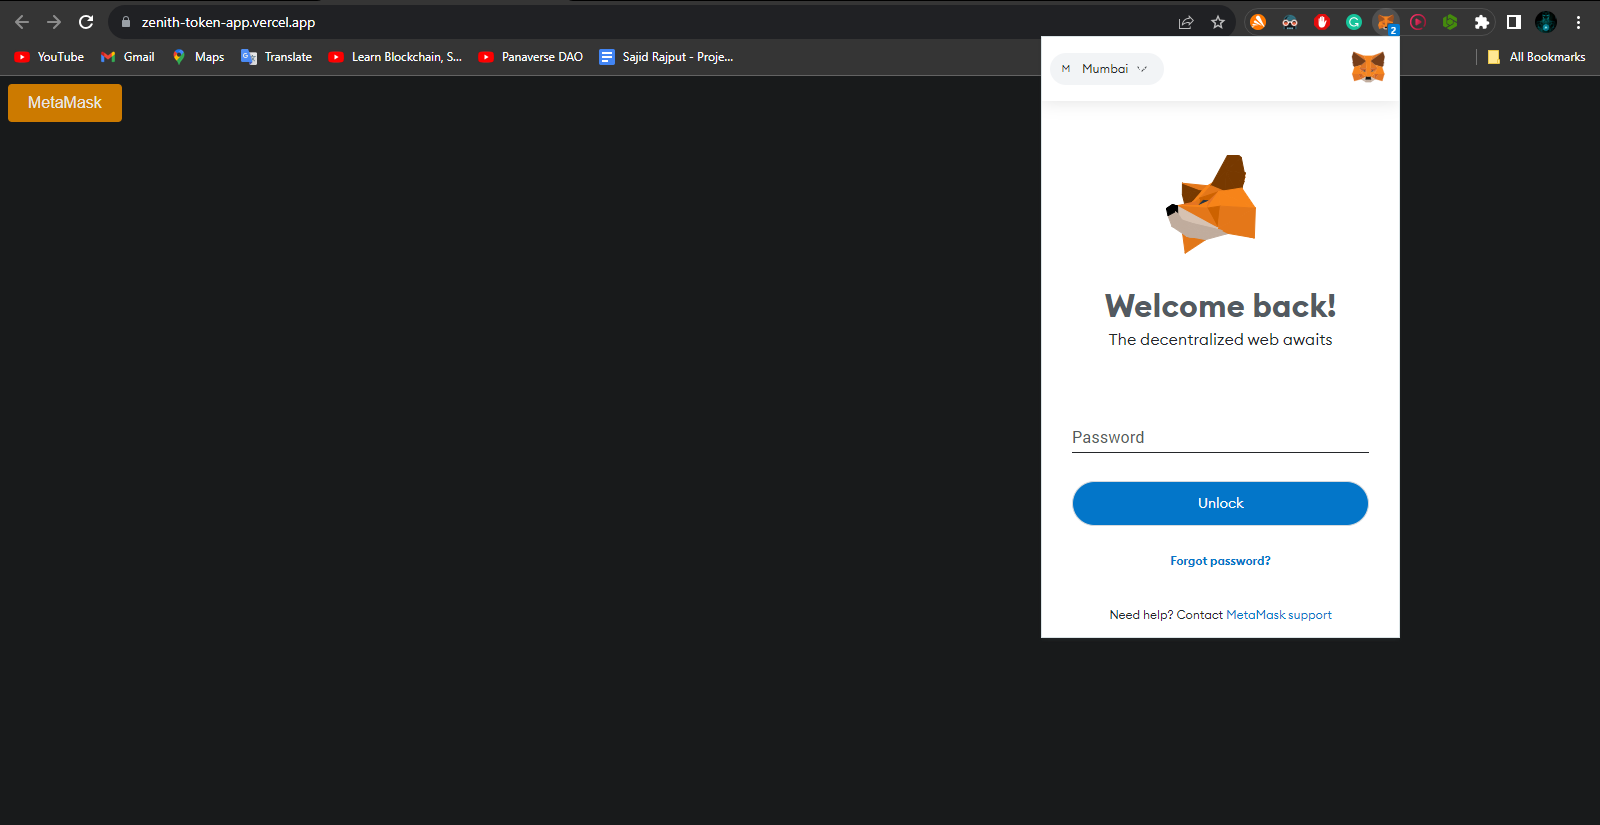 zenith-token-app.vercel.app
YouTube Gmail Maps Translate Learn Blockchain, S... Panaverse DAO Sajid Rajput - Proje... All Bookmarks
2
MetaMask
M Mumbai
Welcome back!
The decentralized web awaits
Password
Unlock
Forgot password?
Need help? Contact MetaMask support